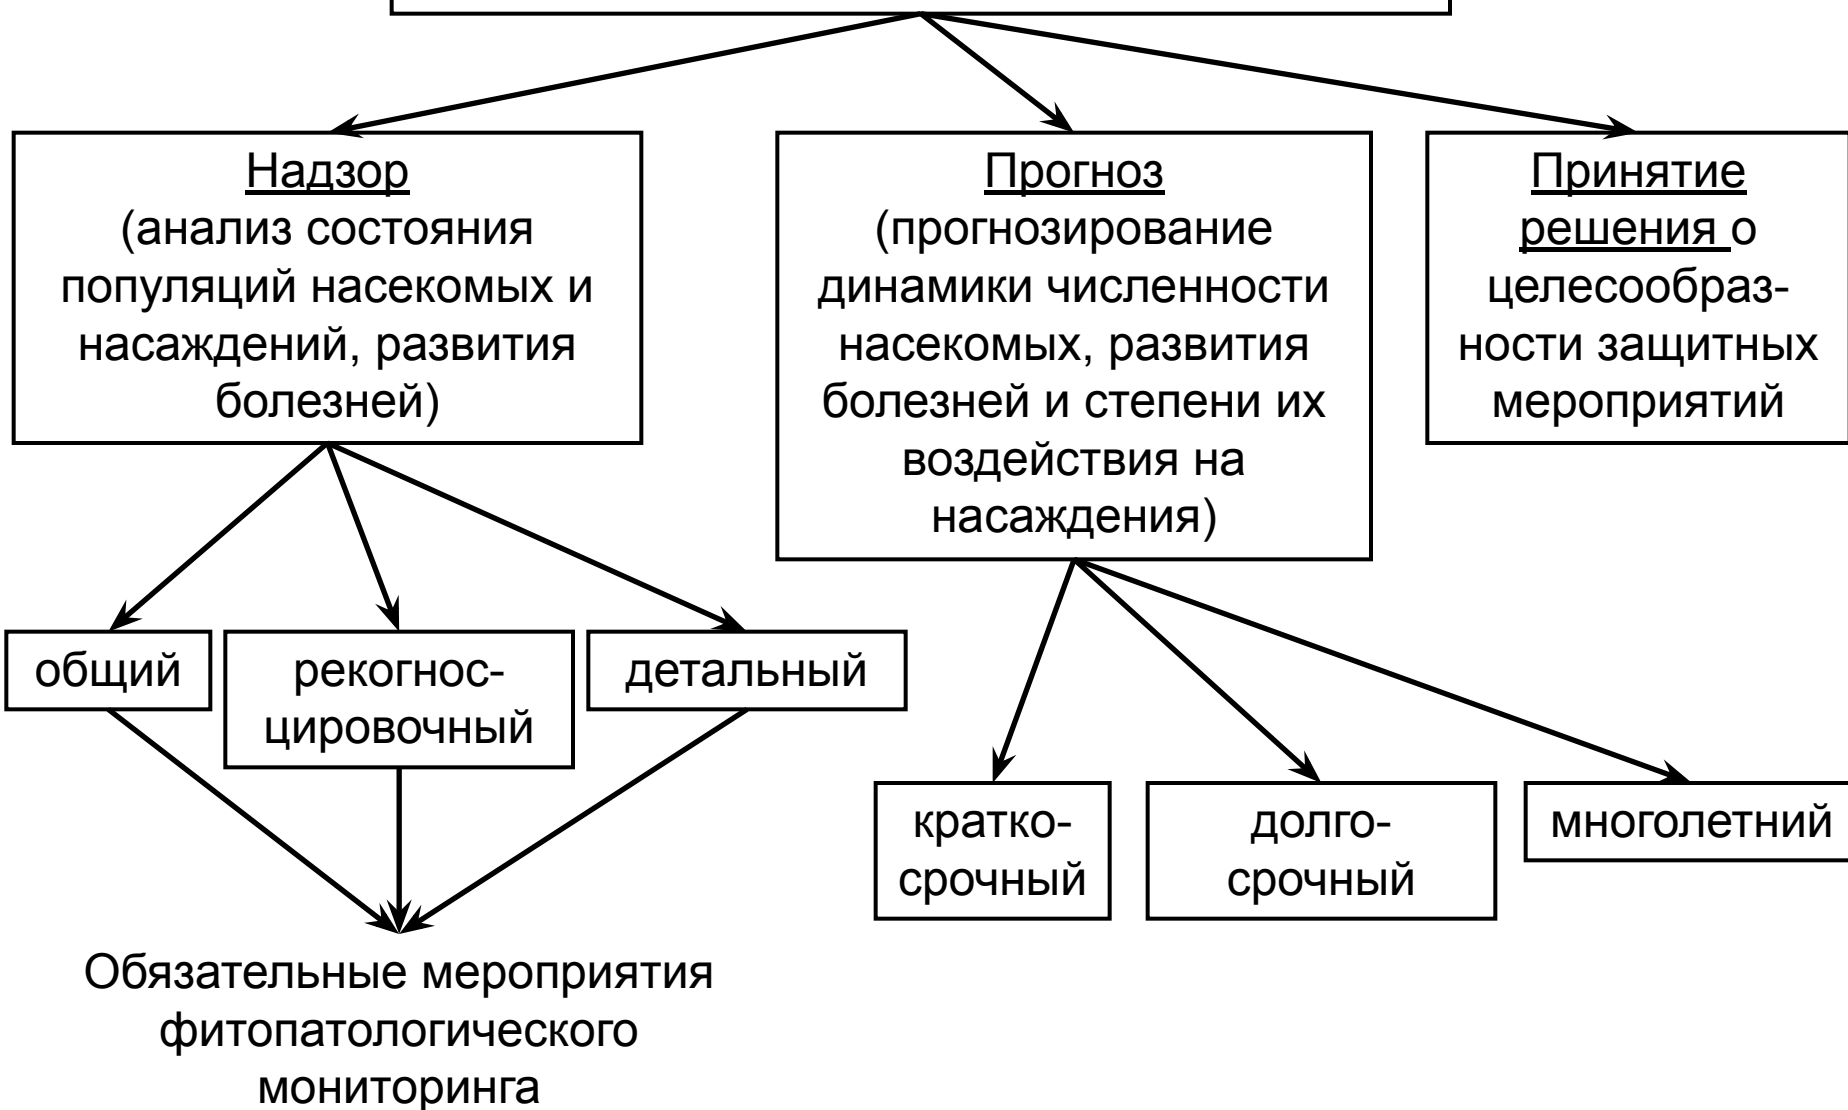 Надзор
(анализ состояния
популяций насекомых и
насаждений, развития
болезней)
Прогноз
(прогнозирование
динамики численности
насекомых, развития
болезней и степени их
воздействия на
насаждения)
Принятие
решения о
целесообраз-
ности защитных
мероприятий
общий
рекогнос-
цировочный
детальный
кратко-
срочный
долго-
срочный
многолетний
Обязательные мероприятия
фитопатологического
мониторинга